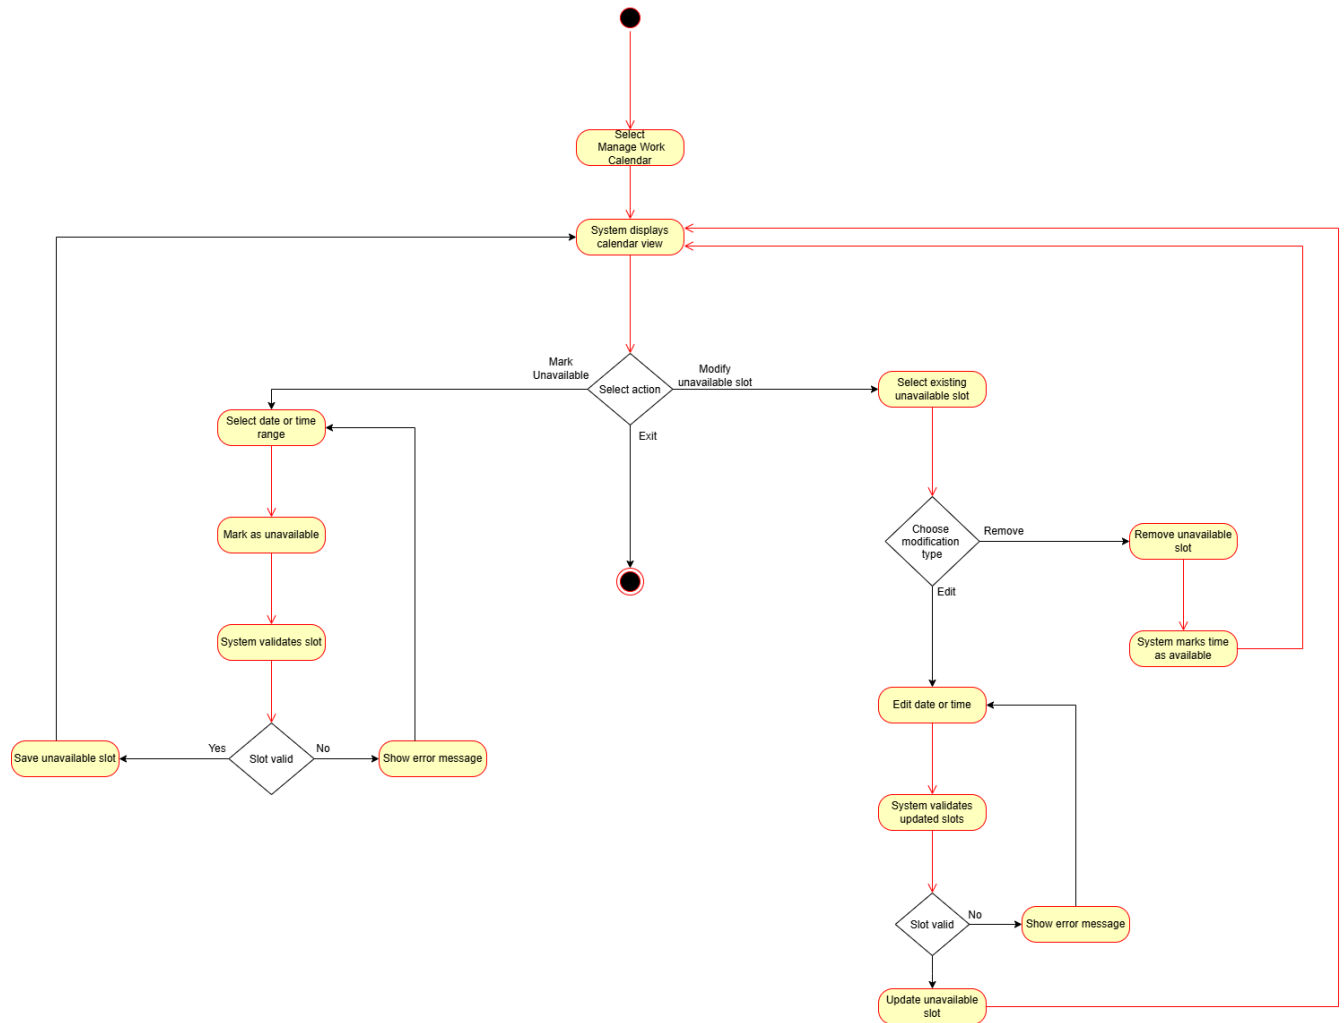 Select
Manage Work
Calendar
System displays
calendar view
Mark
Unavailable
Select action
Modify
unavailable slot
Exit
Select existing
unavailable slot
Select date or time
range
Mark as unavailable
System validates slot
Slot valid
Yes
No
Save unavailable slot
Show error message
Choose
modification
type
Remove
Edit
Remove unavailable
slot
System marks time
as available
Edit date or time
System validates
updated slots
Slot valid
No
Show error message
Update unavailable
slot